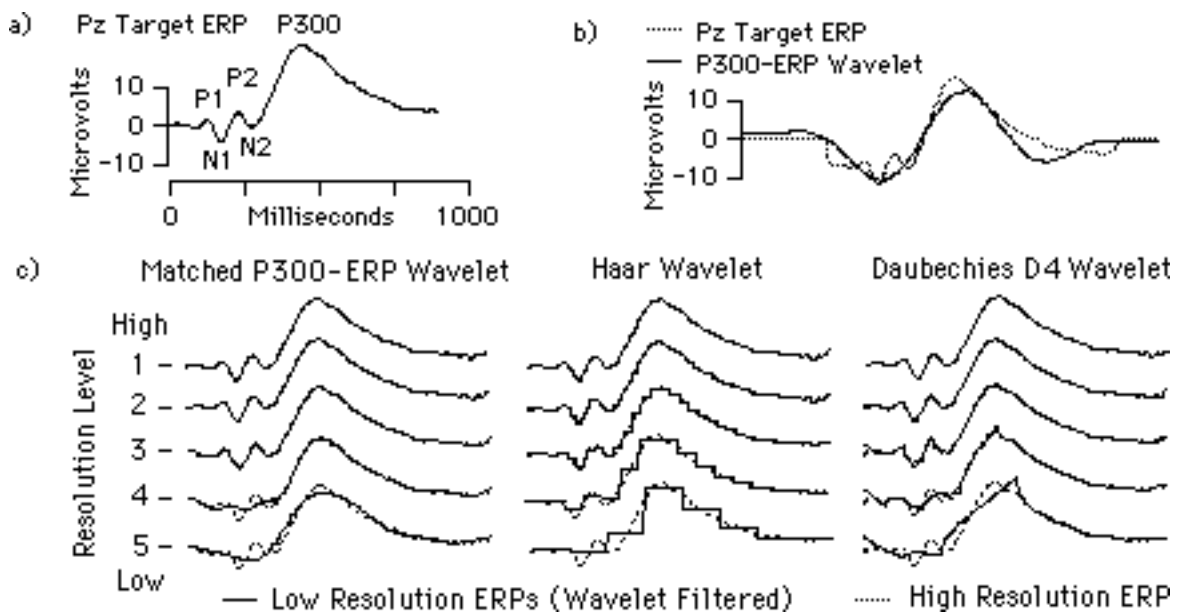 a) Pz Target ERP P300
P1 P2
N1 N2
Microvolts
10
0
-10
0 Milliseconds 1000
b) Pz Target ERP
P300-ERP Wavelet
Microvolts
10
0
-10
c) Matched P300-ERP Wavelet Haar Wavelet Daubechies D4 Wavelet
Resolution Level
High
1 –
2 –
3 –
4 –
5 –
Low
Low Resolution ERPs (Wavelet Filtered) High Resolution ERP